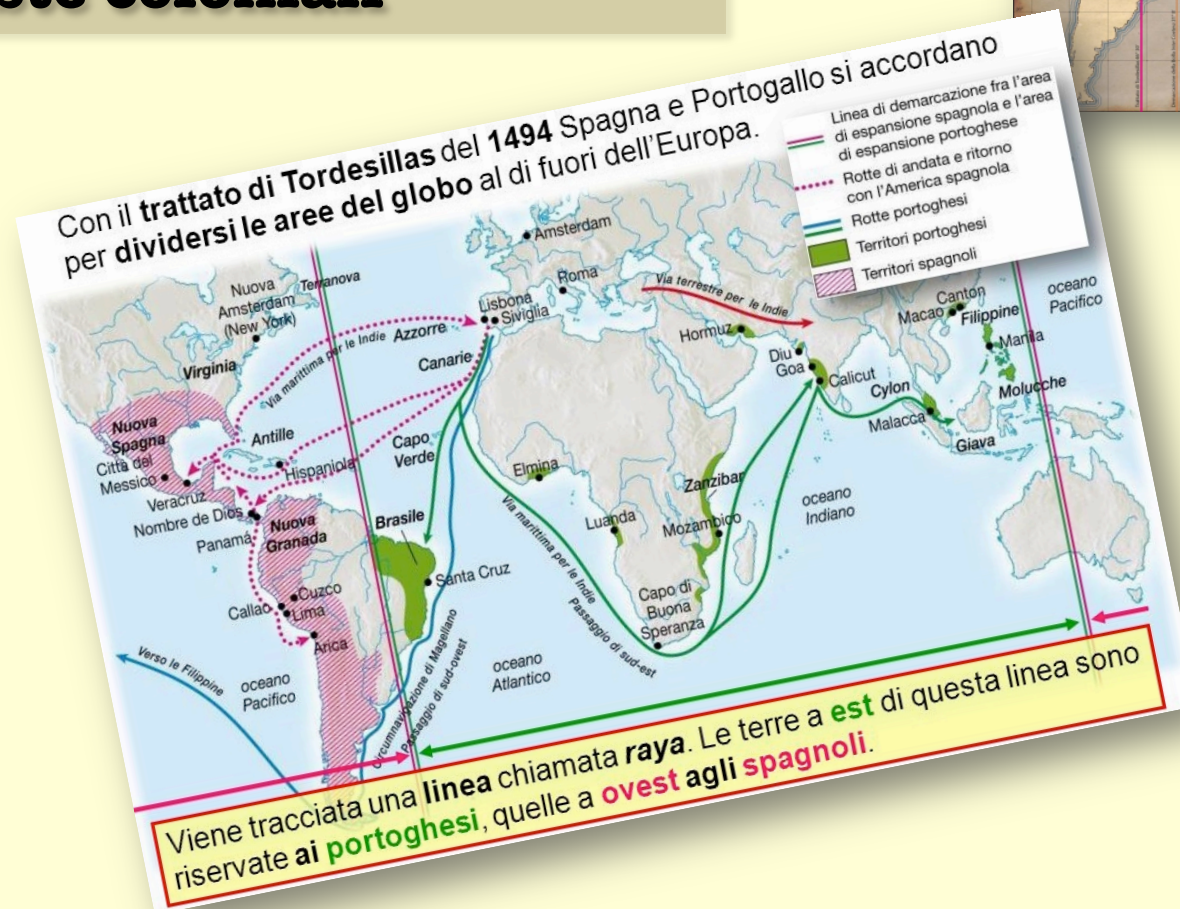 coloniali
Con il trattato di Tordesillas del 1494 Spagna e Portogallo si accordano
per dividersi le aree del globo al di fuori dell'Europa.
Linea di demarcazione fra l'area
di espansione spagnola e l'area
di espansione portoghese
Rotte di andata e ritorno
con l'America spagnola
Rotte portoghesi
Territori portoghesi
Territori spagnoli
Amsterdam
Roma
Via terrestre per le Indie
Nuova
Amsterdam
(New York)
Terranova
Lisbona
Siviglia
Azzorre
Via marittima per le Indie
Canarie
Virginia
Hormuz
Diu
Goa
Calicut
Cylon
Canton
Macao
Filippine
Manila
oceano
Pacifico
Molucche
Malacca
Giava
Nuova
Spagna
Antille
Città del
Messico
Hispaniola
Veracruz
Capo
Verde
Nombre de Dios
Panamá
Nuova
Granada
Brasile
Elmina
Zanzibar
Luanda
Mozambico
oceano
Indiano
Santa Cruz
Cuzco
Callao
Lima
Arica
Via marittima per le Indie
Passaggio di sud-est
Capo di
Buona
Speranza
Verso le Filippine
oceano
Pacifico
oceano
Atlantico
Circumnavigazione di Magellano
Passaggio di sud-ovest
Viene tracciata una linea chiamata raya. Le terre a est di questa linea sono
riservate ai portoghesi, quelle a ovest agli spagnoli.